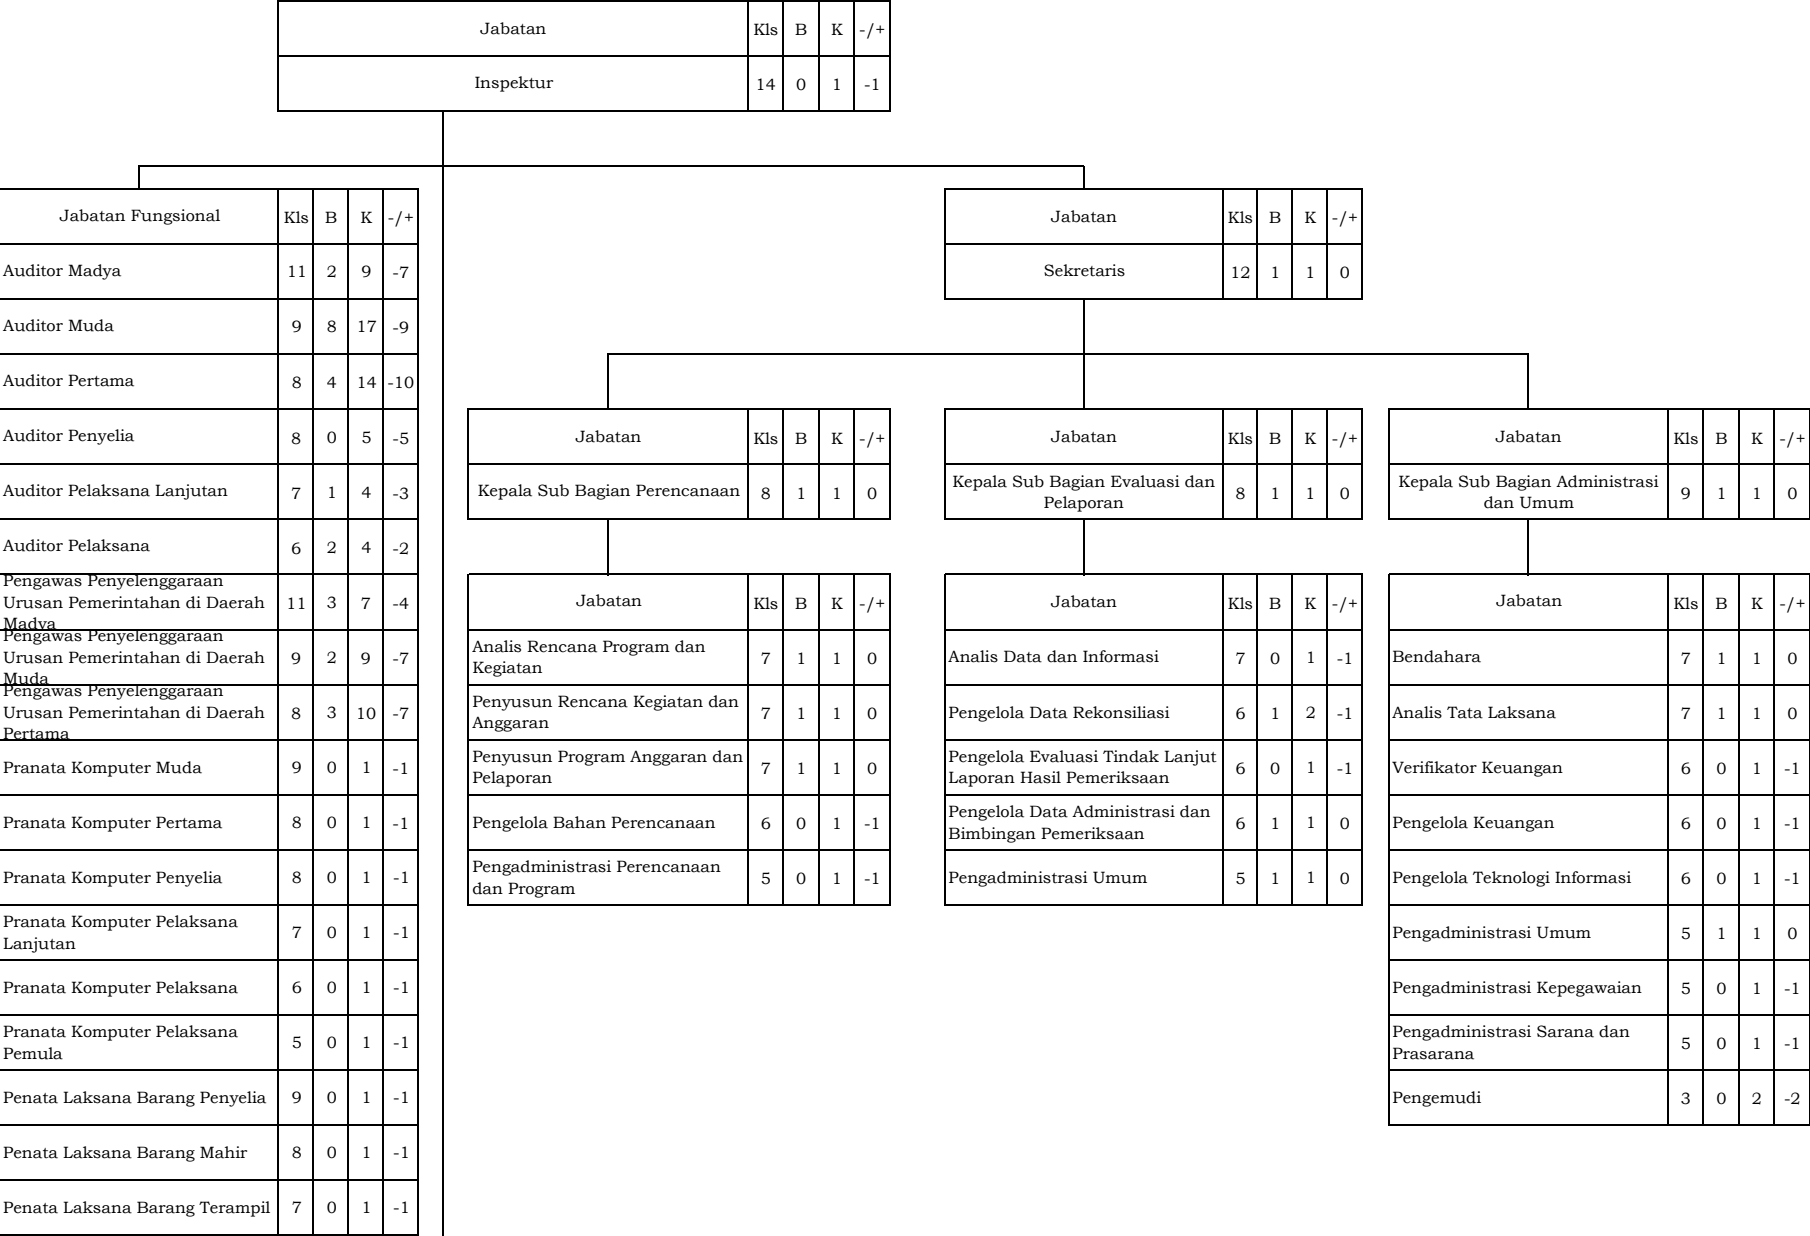 Jabatan Kls B K -/+
Inspektur 14 0 1 -1
Jabatan Fungsional Kls B K -/+
Auditor Madya 11 2 9 -7
Auditor Muda 9 8 17 -9
Auditor Pertama 8 4 14 -10
Auditor Penyelia 8 0 5 -5
Auditor Pelaksana Lanjutan 7 1 4 -3
Auditor Pelaksana 6 2 4 -2
Pengawas Penyelenggaraan
Urusan Pemerintahan di Daerah 11 3 7 -4
Madya
Pengawas Penyelenggaraan
Urusan Pemerintahan di Daerah 9 2 9 -7
Muda
Pengawas Penyelenggaraan
Urusan Pemerintahan di Daerah 8 3 10 -7
Pertama
Pranata Komputer Muda 9 0 1 -1
Pranata Komputer Pertama 8 0 1 -1
Pranata Komputer Penyelia 8 0 1 -1
Pranata Komputer Pelaksana
Lanjutan 7 0 1 -1
Pranata Komputer Pelaksana 6 0 1 -1
Pranata Komputer Pelaksana
Pemula 5 0 1 -1
Penata Laksana Barang Penyelia 9 0 1 -1
Penata Laksana Barang Mahir 8 0 1 -1
Penata Laksana Barang Terampil 7 0 1 -1
Jabatan Kls B K -/+
Sekretaris 12 1 1 0
Jabatan Kls B K -/+
Kepala Sub Bagian Perencanaan 8 1 1 0
Jabatan Kls B K -/+
Analis Rencana Program dan
Kegiatan 7 1 1 0
Penyusun Rencana Kegiatan dan
Anggaran 7 1 1 0
Penyusun Program Anggaran dan
Pelaporan 7 1 1 0
Pengelola Bahan Perencanaan 6 0 1 -1
Pengadministrasi Perencanaan
dan Program 5 0 1 -1
Jabatan Kls B K -/+
Kepala Sub Bagian Evaluasi dan
Pelaporan 8 1 1 0
Jabatan Kls B K -/+
Analis Data dan Informasi 7 0 1 -1
Pengelola Data Rekonsiliasi 6 1 2 -1
Pengelola Evaluasi Tindak Lanjut
Laporan Hasil Pemeriksaan 6 0 1 -1
Pengelola Data Administrasi dan
Bimbingan Pemeriksaan 6 1 1 0
Pengadministrasi Umum 5 1 1 0
Jabatan Kls B K -/+
Kepala Sub Bagian Administrasi
dan Umum 9 1 1 0
Jabatan Kls B K -/+
Bendahara 7 1 1 0
Analis Tata Laksana 7 1 1 0
Verifikator Keuangan 6 0 1 -1
Pengelola Keuangan 6 0 1 -1
Pengelola Teknologi Informasi 6 0 1 -1
Pengadministrasi Umum 5 1 1 0
Pengadministrasi Kepegawaian 5 0 1 -1
Pengadministrasi Sarana dan
Prasarana 5 0 1 -1
Pengemudi 3 0 2 -2